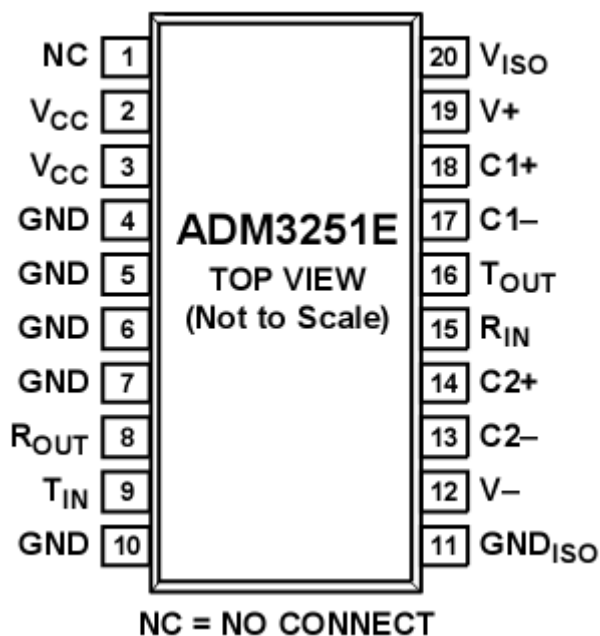 NC 1 20 VISO
VCC 2 19 V+
VCC 3 18 C1+
GND 4 17 C1–
ADM3251E
GND 5 16 TOUT
TOP VIEW
(Not to Scale)
GND 6 15 RIN
GND 7 14 C2+
ROUT 8 13 C2–
TIN 9 12 V–
GND 10 11 GNDISO
NC = NO CONNECT